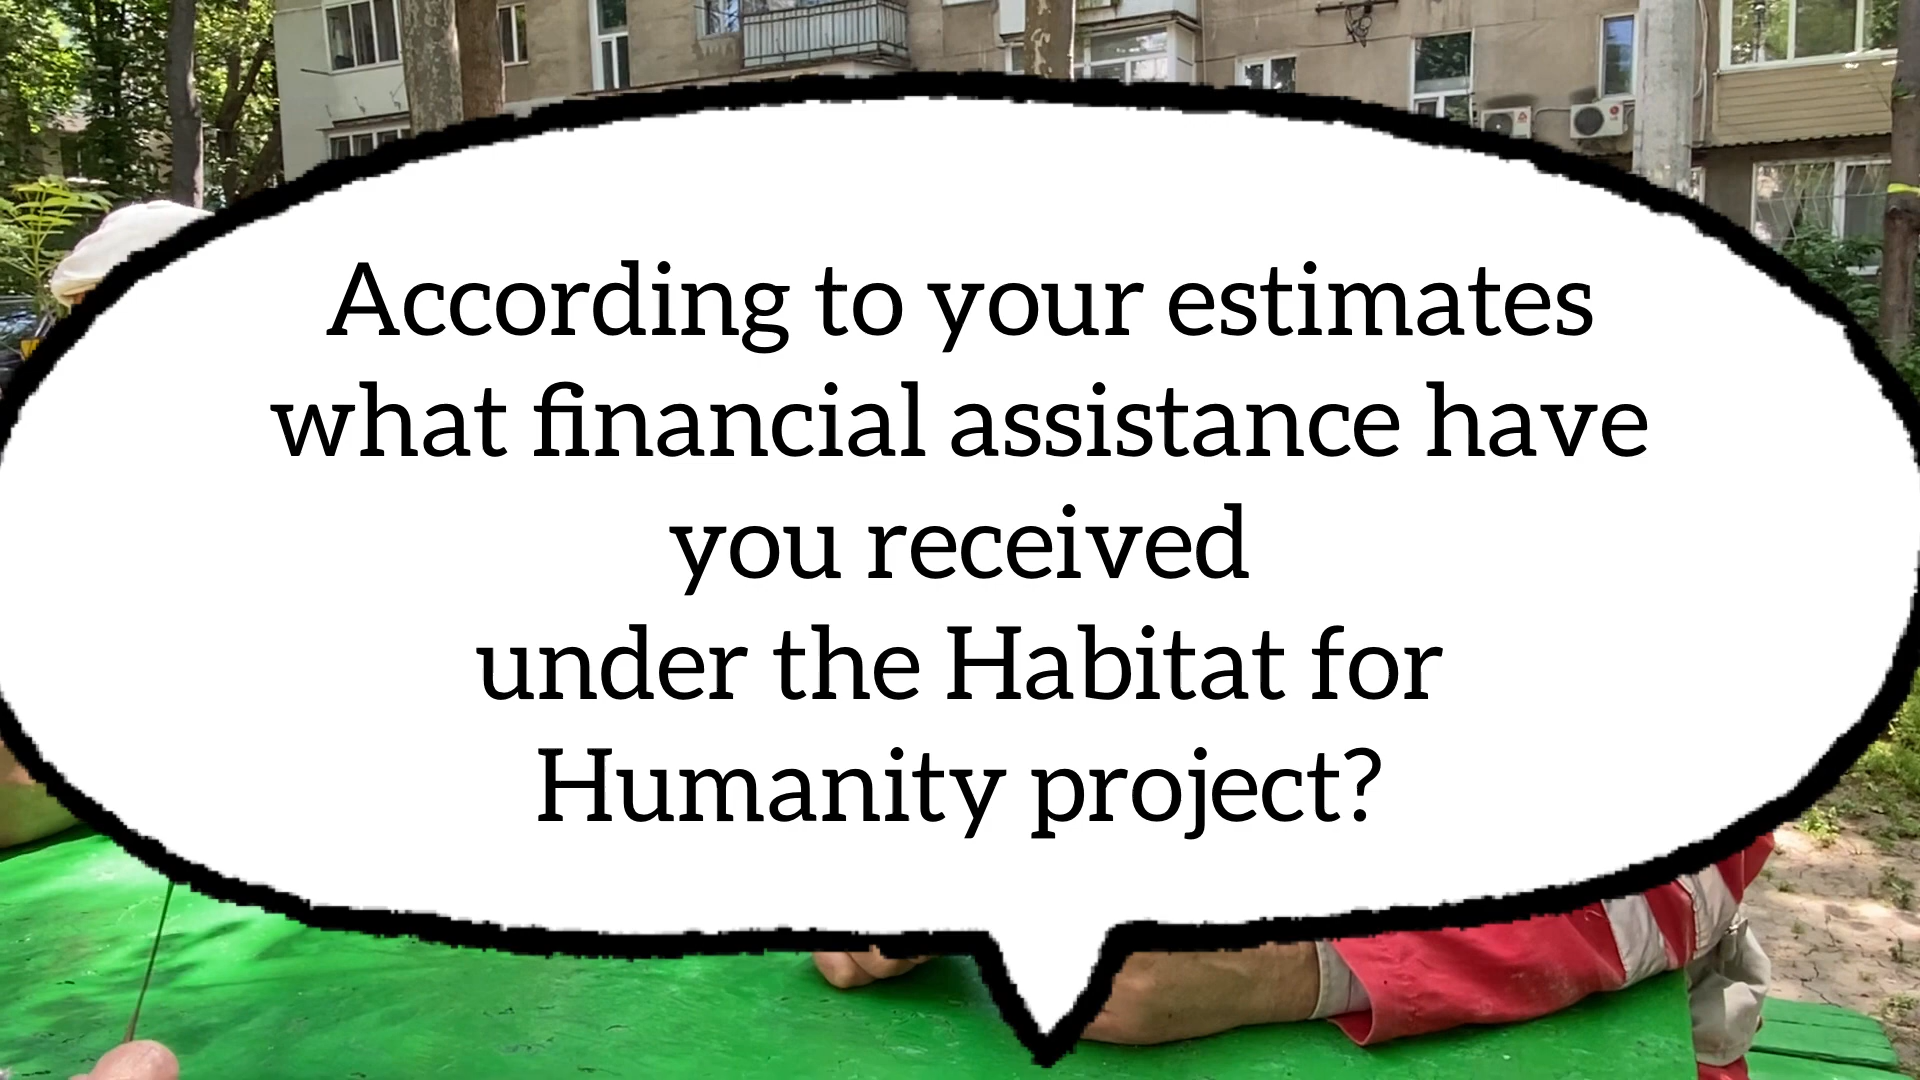 According to your estimates
what financial assistance have
you received
under the Habitat for
Humanity project?